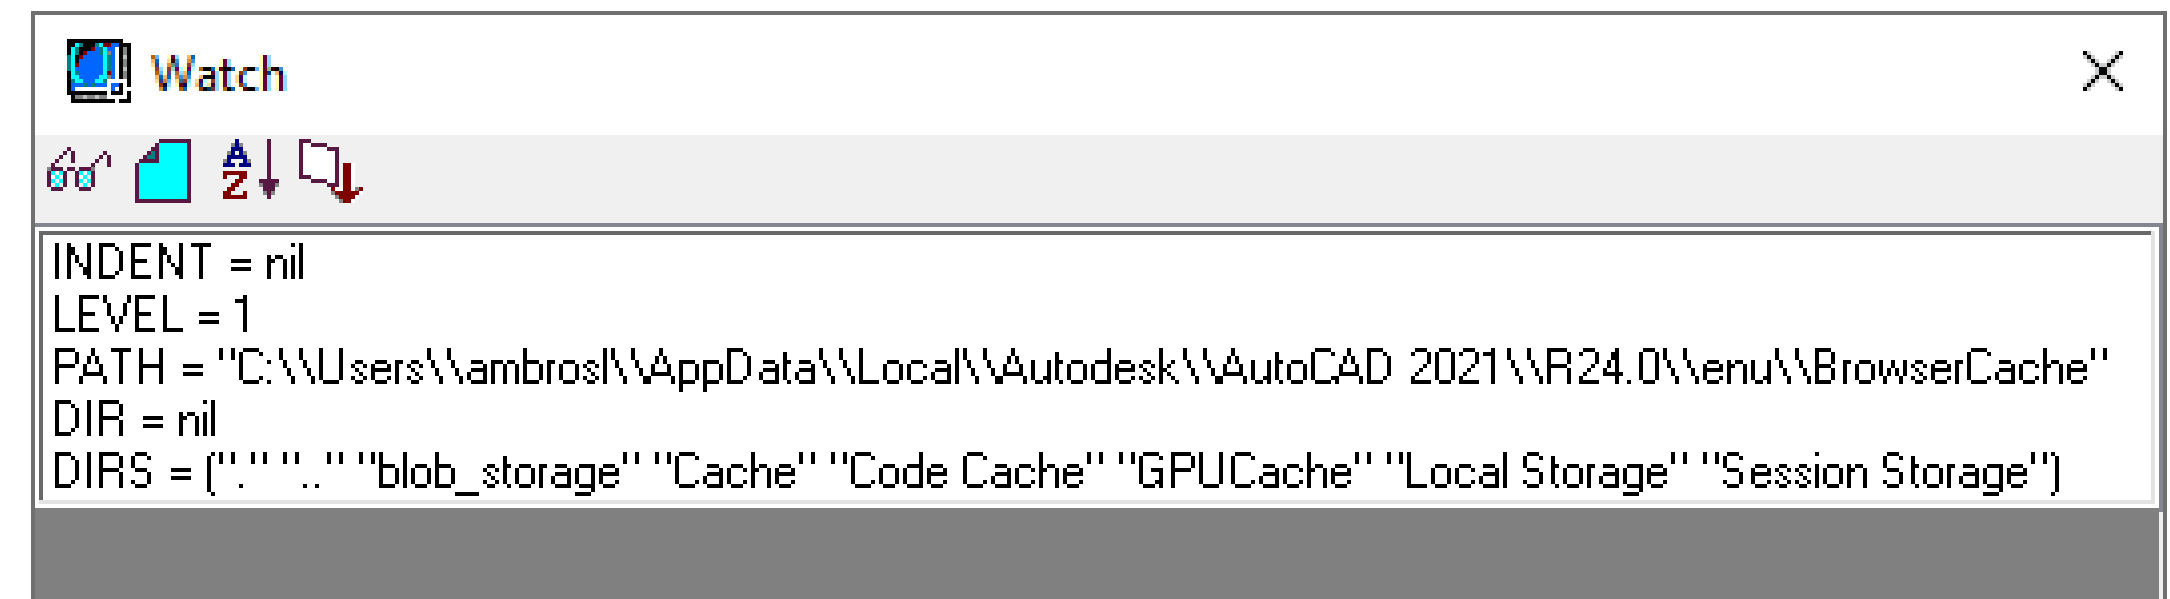 Watch
INDENT = nil
LEVEL = 1
PATH = "C:\\Users\\ambrosl\\AppData\\Local\\Autodesk\\AutoCAD 2021\\R24.0\\enu\\BrowserCache"
DIR = nil
DIRS = ("." ".." "blob_storage" "Cache" "Code Cache" "GPUCache" "Local Storage" "Session Storage")